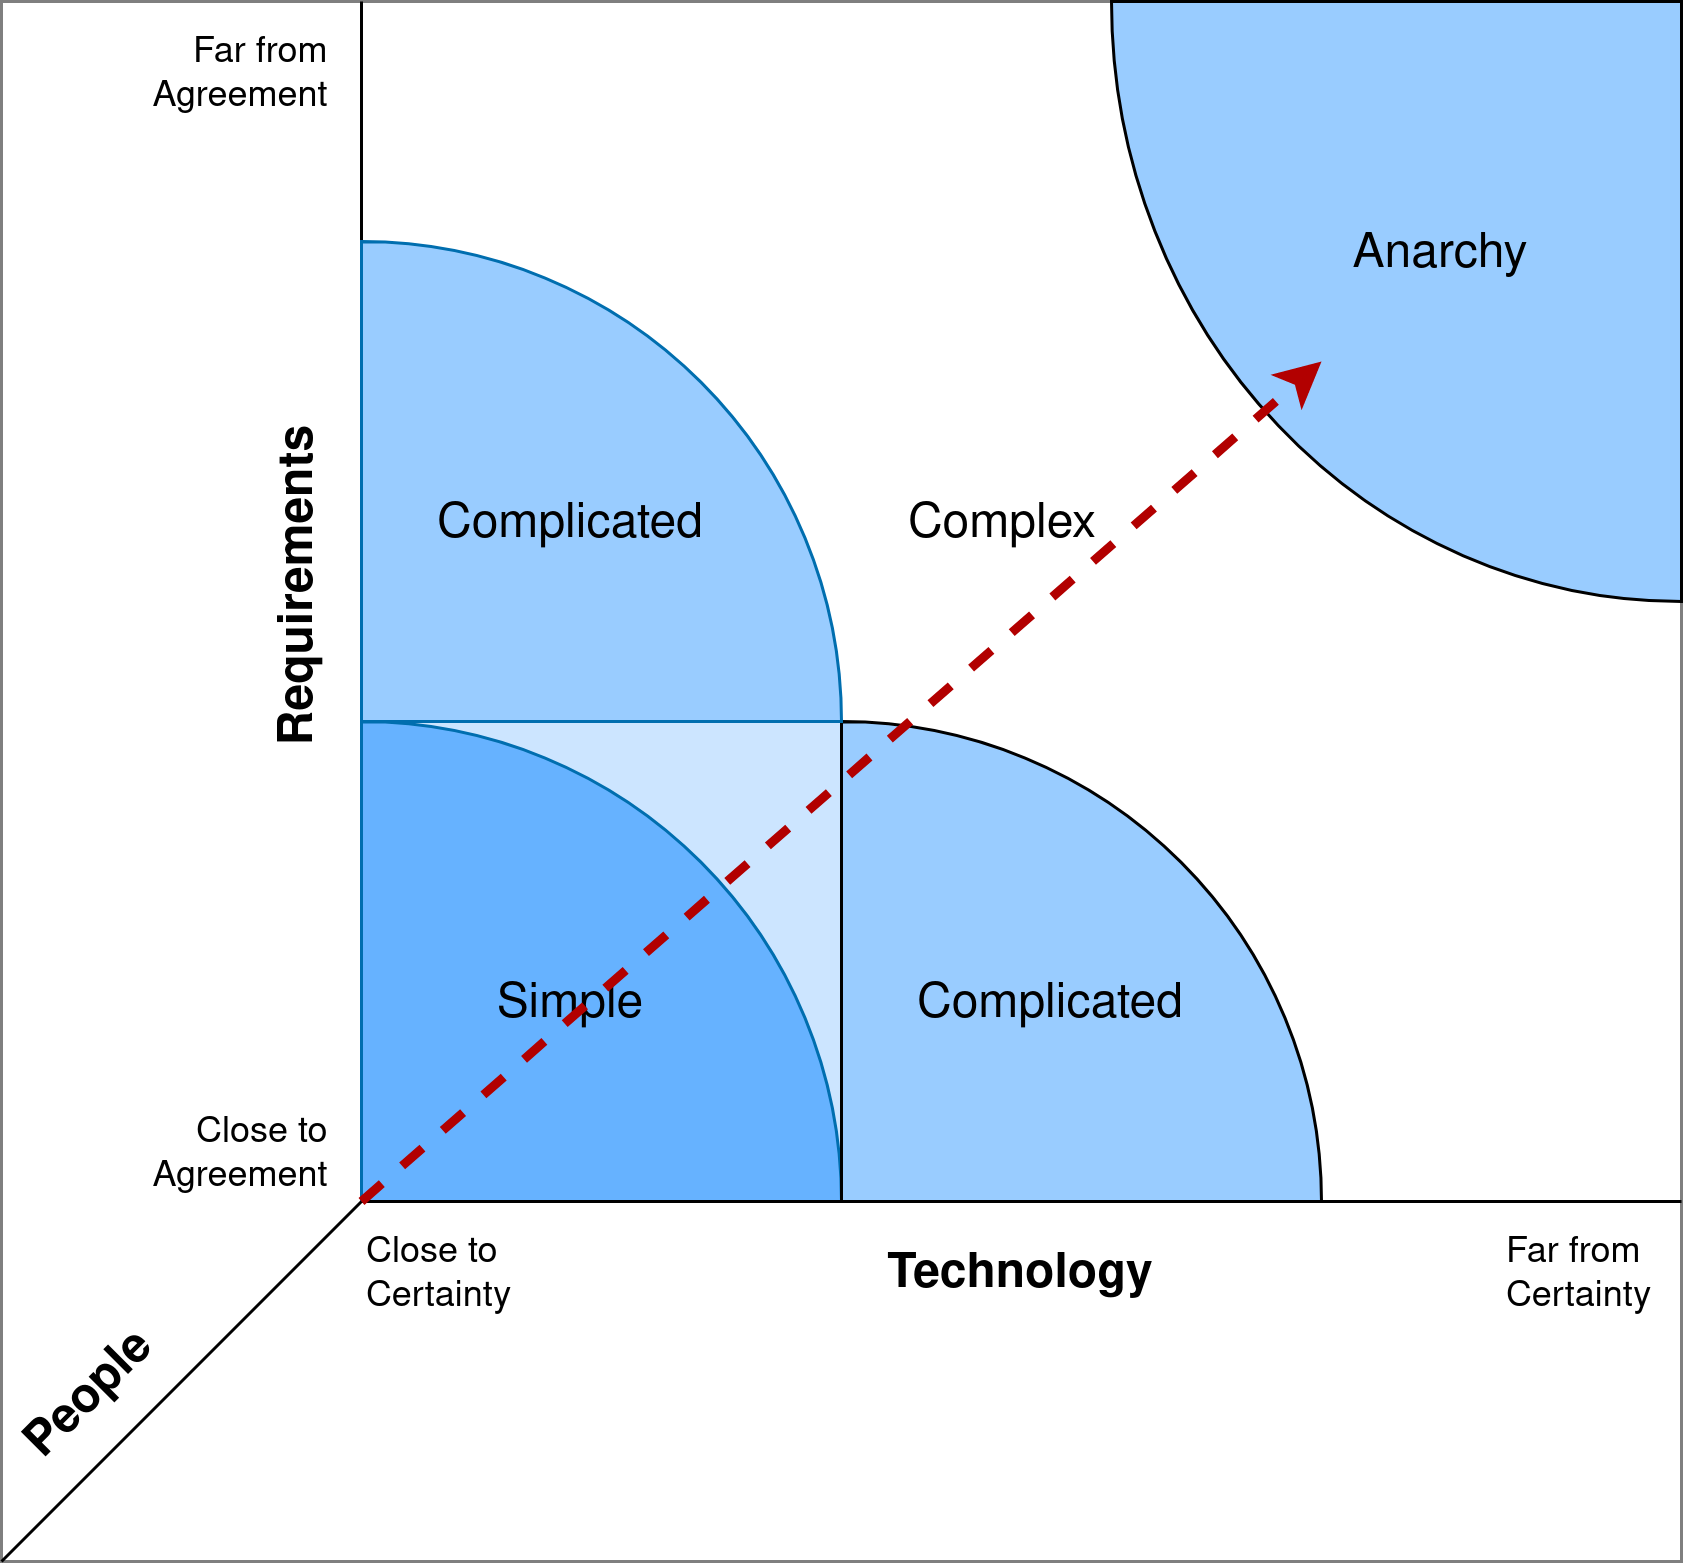 Far from
Agreement
Anarchy
Requirements
Complicated
Complex
Simple
Complicated
Close to
Agreement
Close to
Certainty
Technology
Far from
Certainty
People